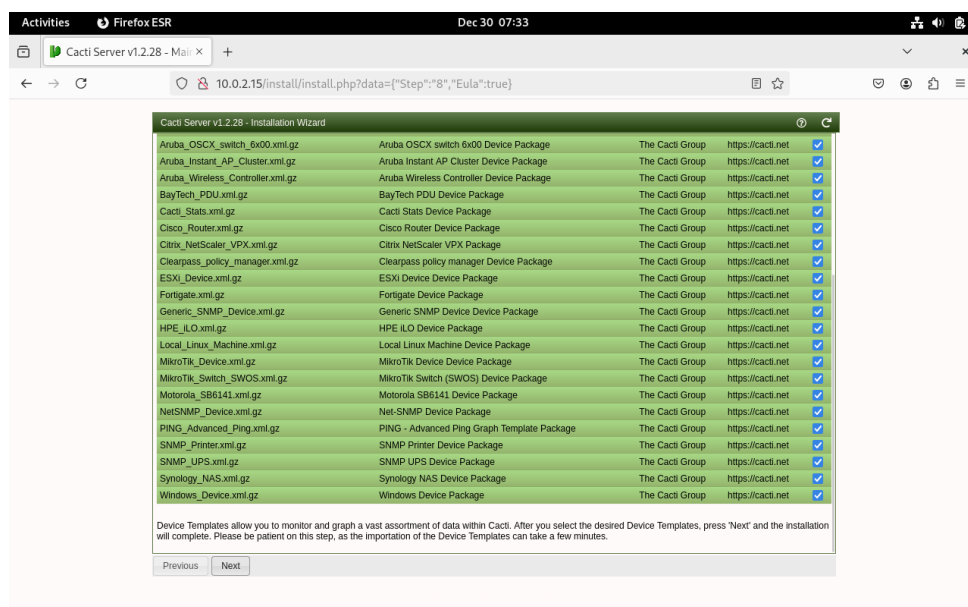 Activities Firefox ESR Dec 30 07:33
Cacti Server v1.2.28 - Mai
10.0.2.15/install/install.php?data={"Step":"8","Eula":true}
Cacti Server v1.2.28 - Installation Wizard
Aruba_OSCX_switch_6x00.xml.gz Aruba OSCX switch 6x00 Device Package The Cacti Group https://cacti.net
Aruba_Instant_AP_Cluster.xml.gz Aruba Instant AP Cluster Device Package The Cacti Group https://cacti.net
Aruba_Wireless_Controller.xml.gz Aruba Wireless Controller Device Package The Cacti Group https://cacti.net
BayTech_PDU.xml.gz BayTech PDU Device Package The Cacti Group https://cacti.net
Cacti_Stats.xml.gz Cacti Stats Device Package The Cacti Group https://cacti.net
Cisco_Router.xml.gz Cisco Router Device Package The Cacti Group https://cacti.net
Citrix_NetScaler_VPX.xml.gz Citrix NetScaler VPX Package The Cacti Group https://cacti.net
Clearpass_policy_manager.xml.gz Clearpass policy manager Device Package The Cacti Group https://cacti.net
ESXi_Device.xml.gz ESXi Device Device Package The Cacti Group https://cacti.net
Fortigate.xml.gz Fortigate Device Package The Cacti Group https://cacti.net
Generic_SNMP_Device.xml.gz Generic SNMP Device Device Package The Cacti Group https://cacti.net
HPE_iLO.xml.gz HPE iLO Device Package The Cacti Group https://cacti.net
Local_Linux_Machine.xml.gz Local Linux Machine Device Package The Cacti Group https://cacti.net
MikroTik_Device.xml.gz MikroTik Device Device Package The Cacti Group https://cacti.net
MikroTik_Switch_SWOS.xml.gz MikroTik Switch (SWOS) Device Package The Cacti Group https://cacti.net
Motorola_SB6141.xml.gz Motorola SB6141 Device Package The Cacti Group https://cacti.net
NetSNMP_Device.xml.gz Net-SNMP Device Package The Cacti Group https://cacti.net
PING_Advanced_Ping.xml.gz PING - Advanced Ping Graph Template Package The Cacti Group https://cacti.net
SNMP_Printer.xml.gz SNMP Printer Device Package The Cacti Group https://cacti.net
SNMP_UPS.xml.gz SNMP UPS Device Package The Cacti Group https://cacti.net
Synology_NAS.xml.gz Synology NAS Device Package The Cacti Group https://cacti.net
Windows_Device.xml.gz Windows Device Package The Cacti Group https://cacti.net
Device Templates allow you to monitor and graph a vast assortment of data within Cacti. After you select the desired Device Templates, press 'Next' and the installation
will complete. Please be patient on this step, as the importation of the Device Templates can take a few minutes.
Previous Next